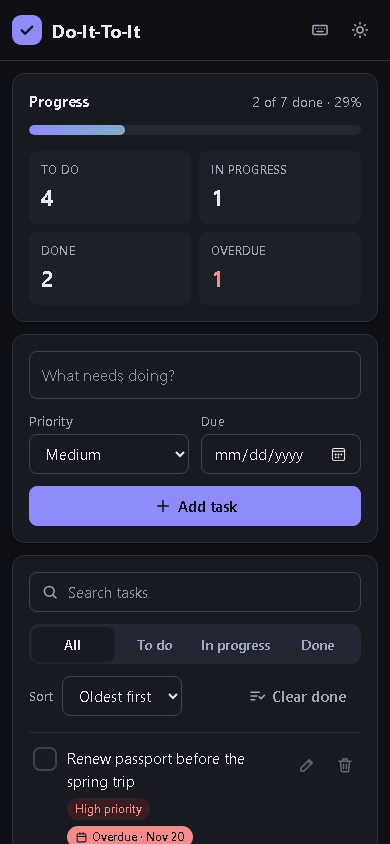 Do-It-To-It
Progress
2 of 7 done · 29%
TO DO
4
IN PROGRESS
1
DONE
2
OVERDUE
1
What needs doing?
Priority
Due
Medium
mm/dd/yyyy
Add task
Search tasks
All
To do
In progress
Done
Sort
Oldest first
Clear done
Renew passport before the
spring trip
High priority
Overdue · Nov 20